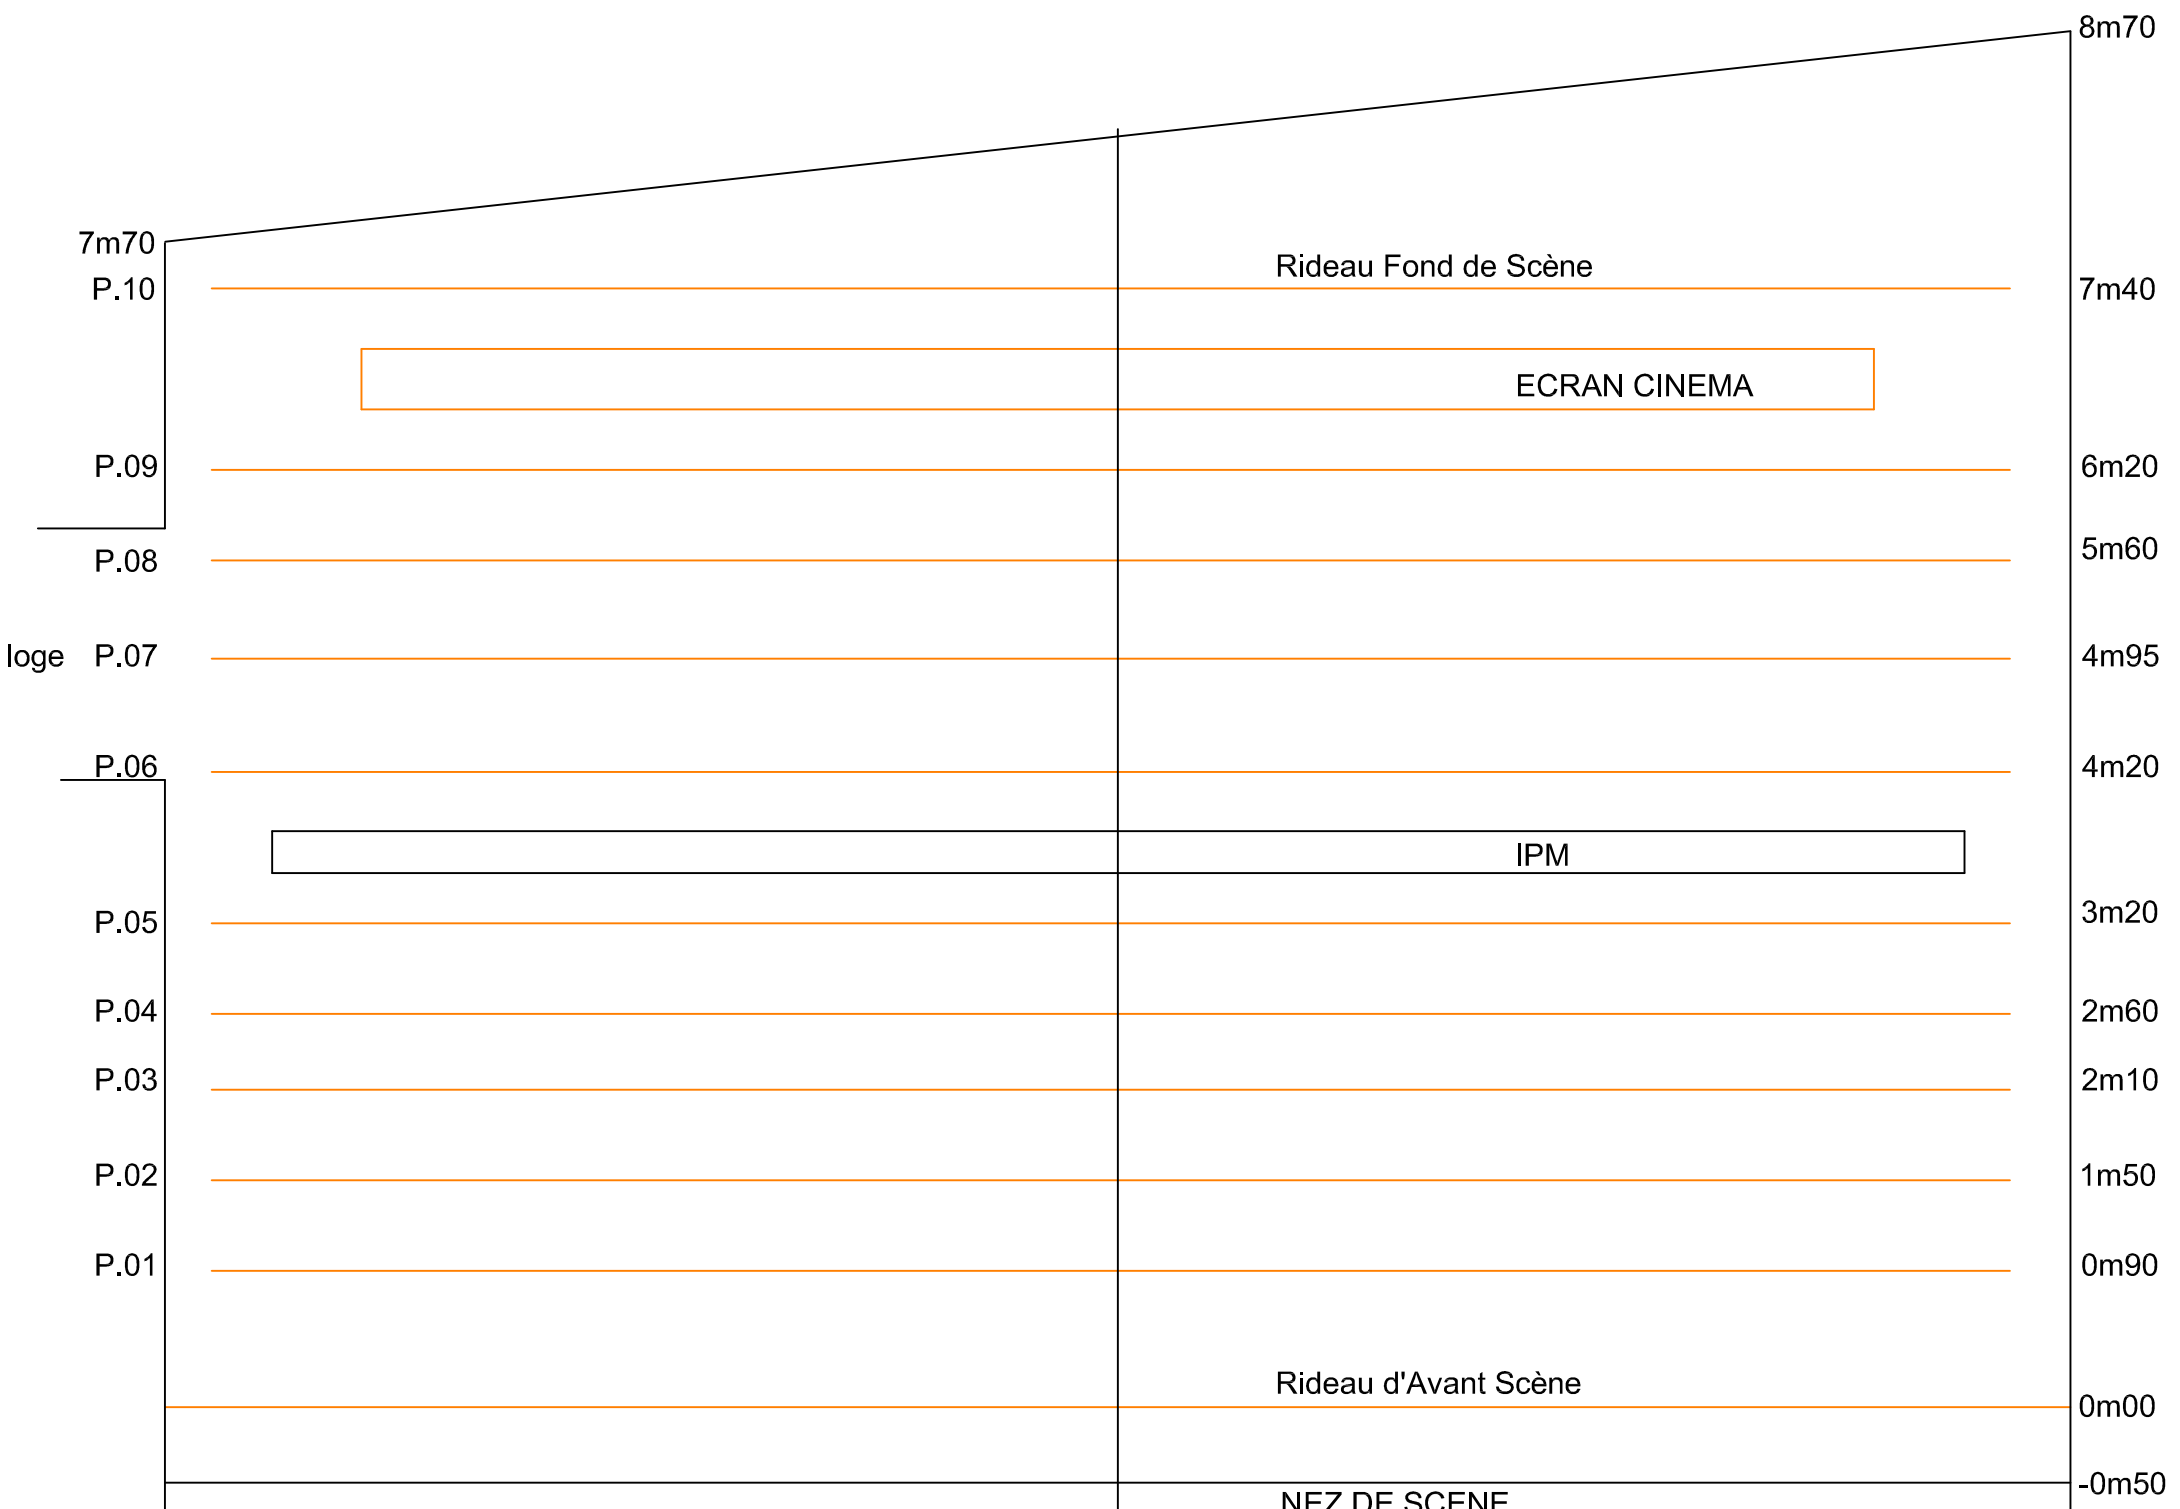 8m70
7m70
Rideau Fond de Scène
P.10 7m40
ECRAN CINEMA
P.09 6m20
P.08 5m60
loge P.07 4m95
P.06 4m20
IPM
P.05 3m20
P.04 2m60
P.03 2m10
P.02 1m50
P.01 0m90
Rideau d'Avant Scène
0m00
-0m50
NEZ DE SCENE